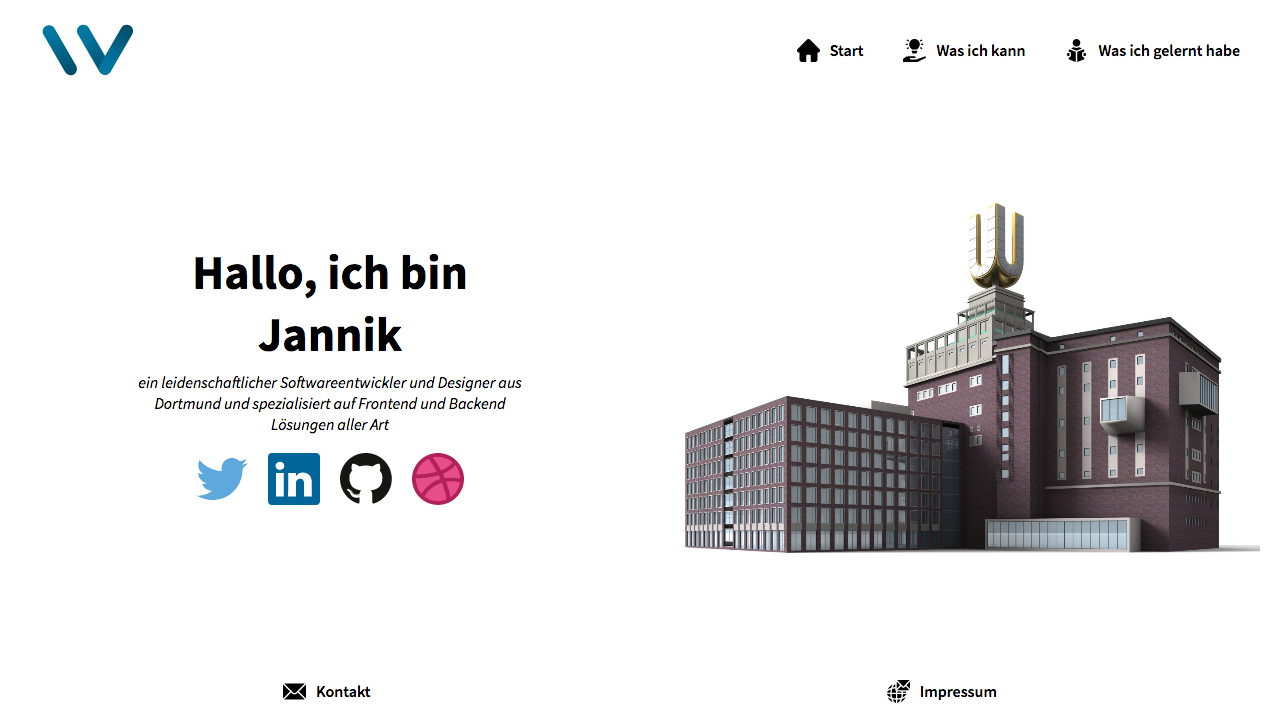 Start
Was ich kann
Was ich gelernt habe
Hallo, ich bin
Jannik
ein leidenschaftlicher Softwareentwickler und Designer aus
Dortmund und spezialisiert auf Frontend und Backend
Lösungen aller Art
in
Kontakt
Impressum